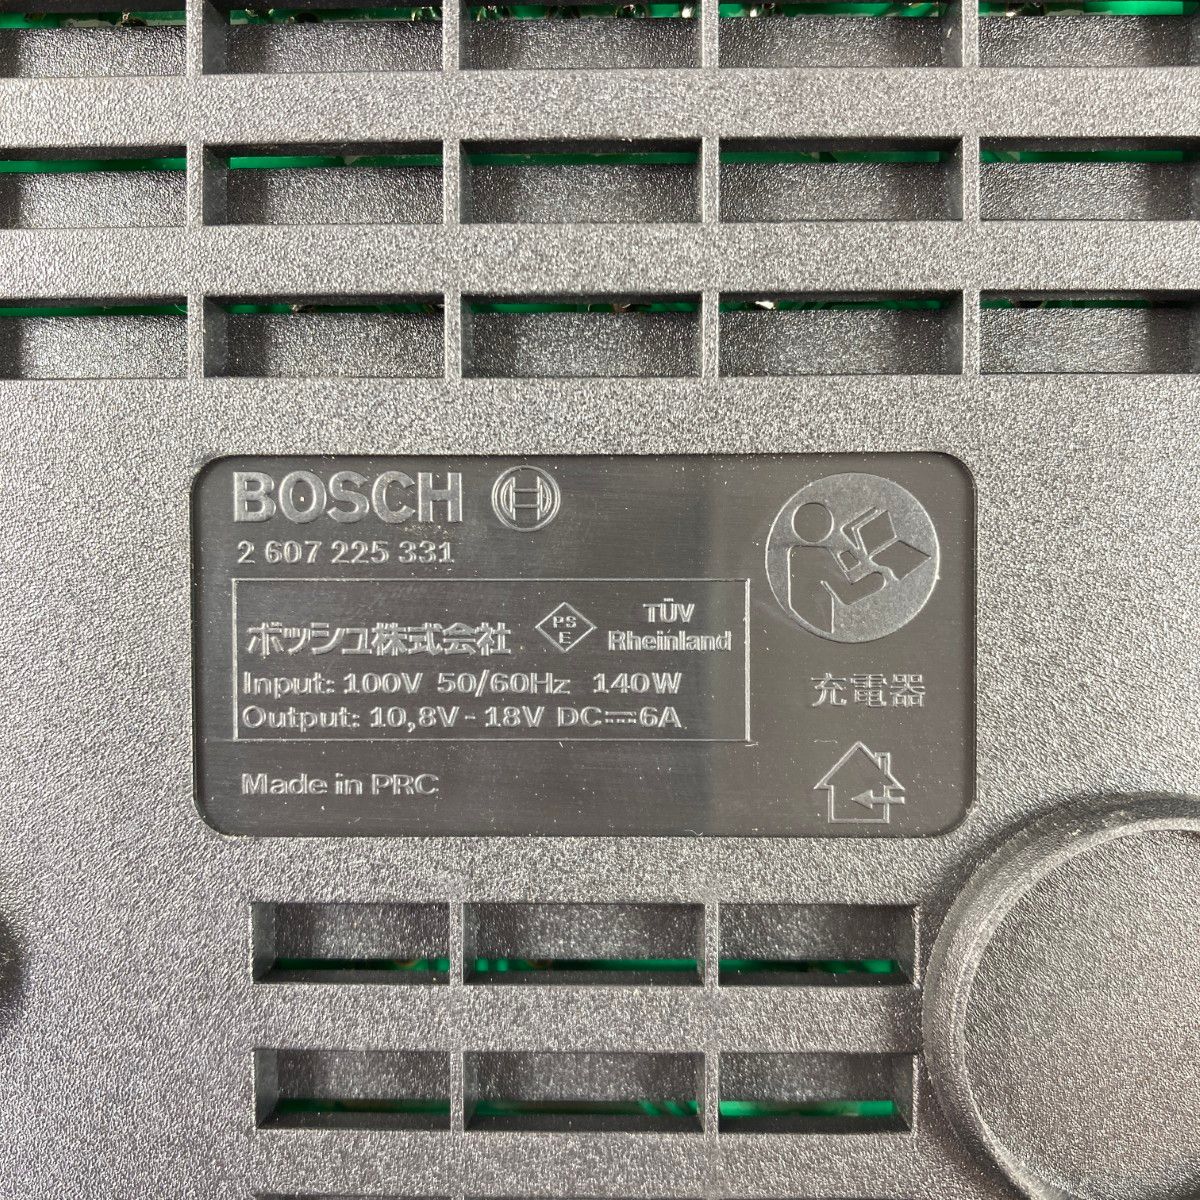 BOSCH
2 607 225 331
ボッシュ株式会社
PS
E
TÜV
Rheinland
Input: 100V 50/60Hz 140W
Output: 10,8V - 18V DC⎓6A
Made in PRC
充電器